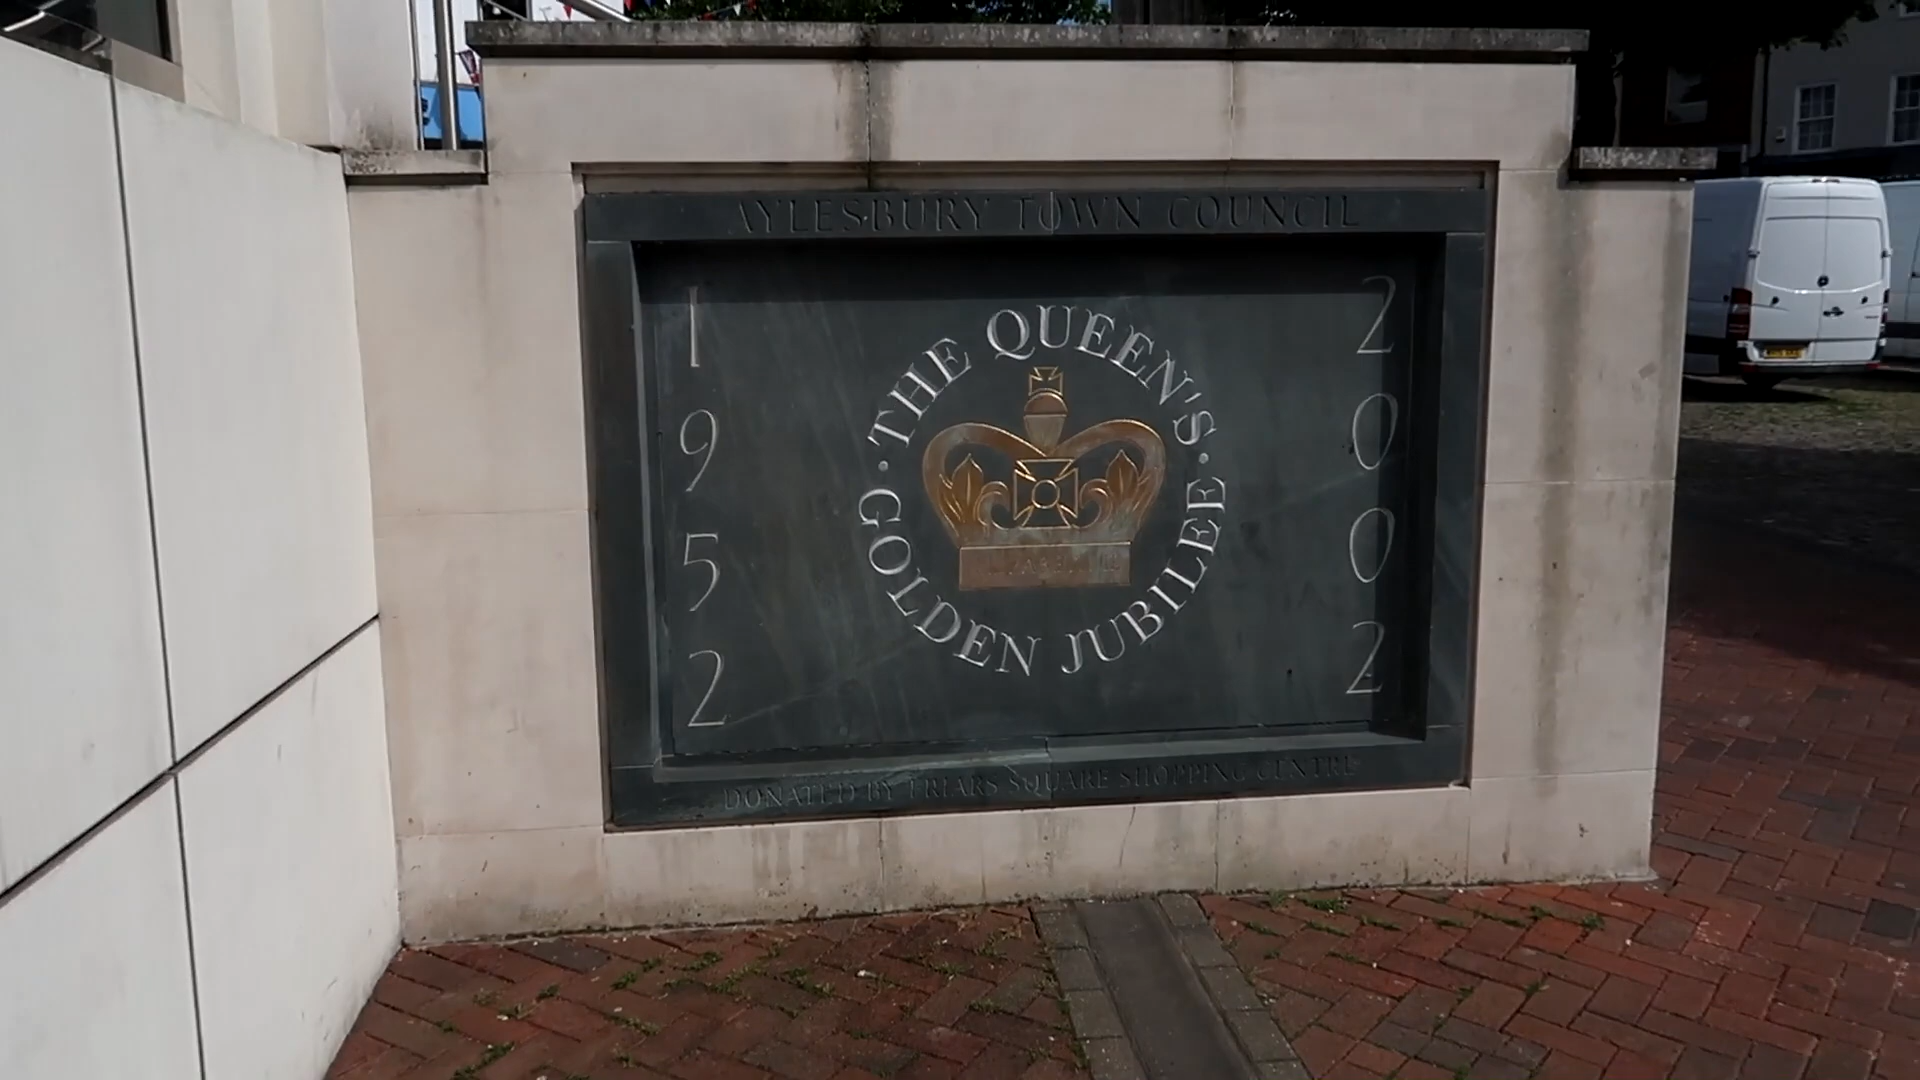 AYLESBURY TOWN COUNCIL
1952
2002
· THE QUEEN'S ·
GOLDEN JUBILEE
DONATED BY FRIARS SQUARE SHOPPING CENTRE